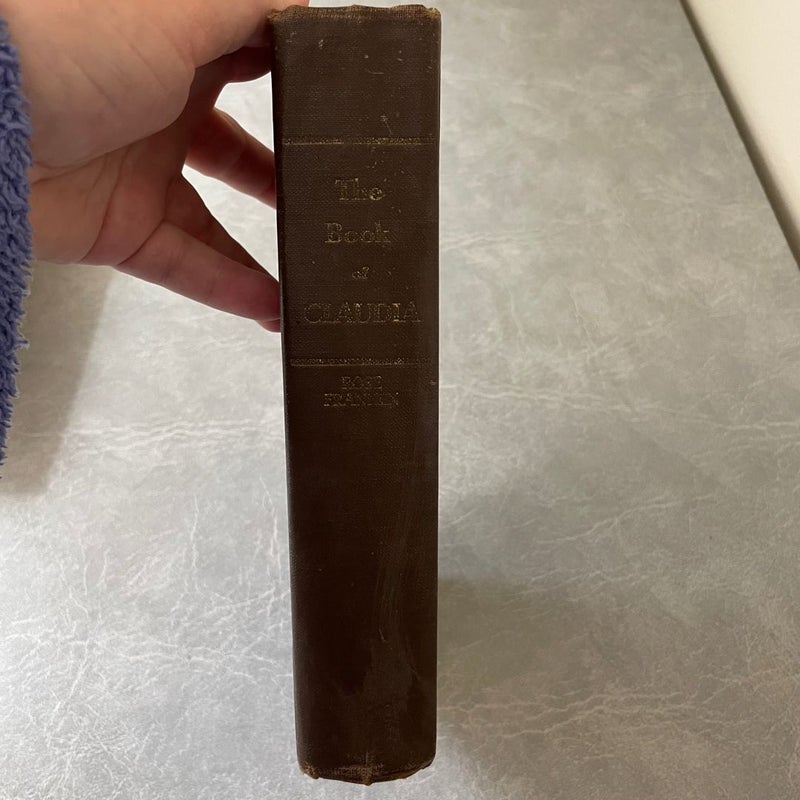 The
Book
of
CLAUDIA
ROSE
FRANKEN